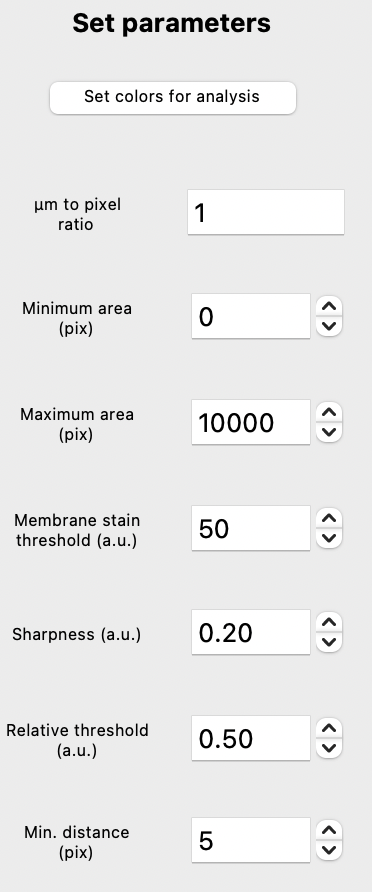 Set parameters
Set colors for analysis
µm to pixel
ratio
1
Minimum area
(pix)
0
Maximum area
(pix)
10000
Membrane stain
threshold (a.u.)
50
Sharpness (a.u.)
0.20
Relative threshold
(a.u.)
0.50
Min. distance
(pix)
5